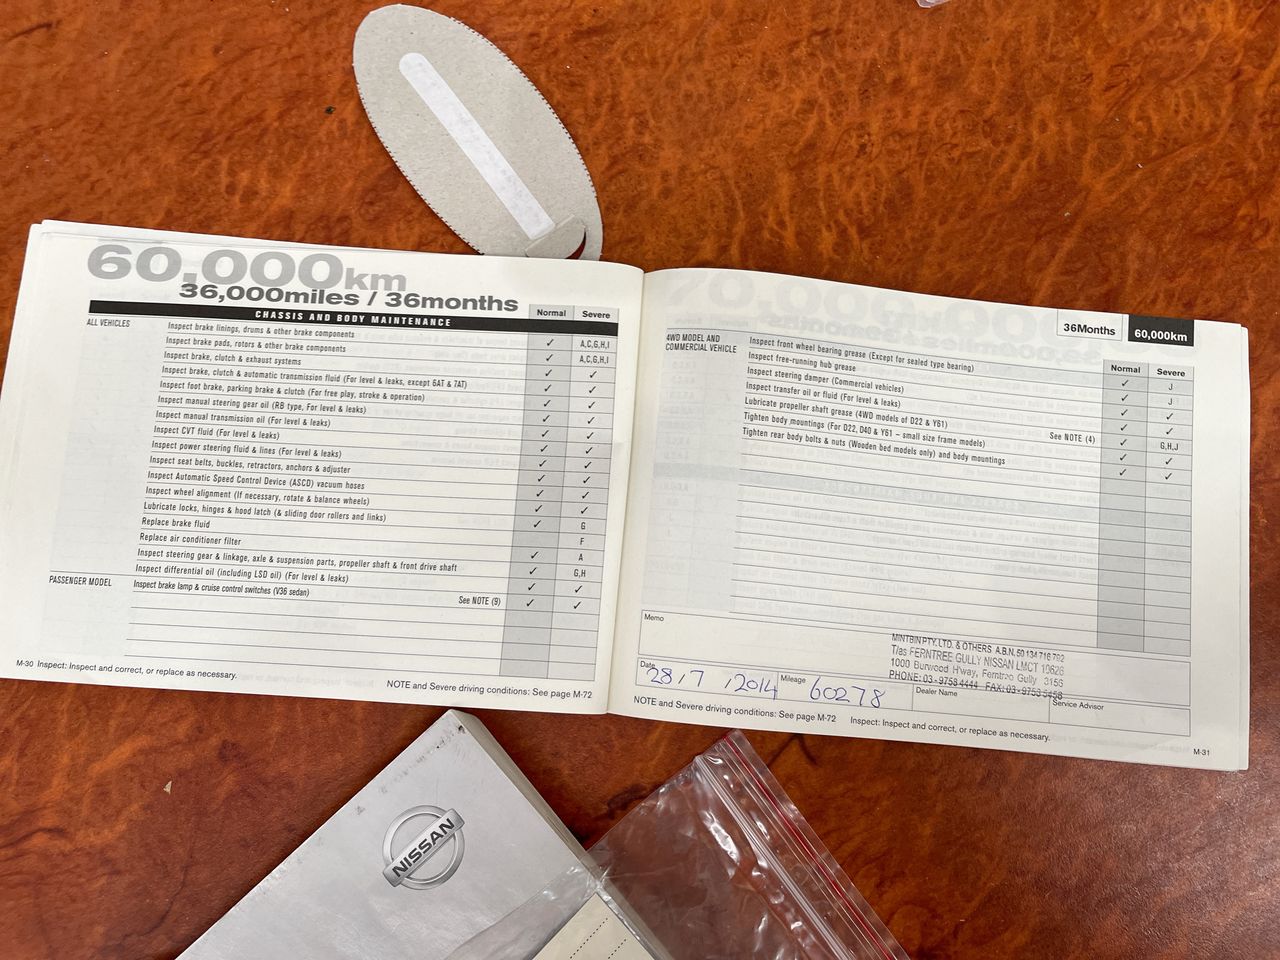 60,000km
36,000miles / 36months
CHASSIS AND BODY MAINTENANCE
Normal
Severe
ALL VEHICLES
Inspect brake linings, drums & other brake components
✓ A,C,G,H,I
Inspect brake pads, rotors & other brake components
✓ A,C,G,H,I
Inspect brake, clutch & exhaust systems
✓ ✓
Inspect brake, clutch & automatic transmission fluid (For level & leaks, except 6AT & 7AT)
✓ ✓
Inspect foot brake, parking brake & clutch (For free play, stroke & operation)
✓ ✓
Inspect manual steering gear oil (RB type, For level & leaks)
✓ ✓
Inspect manual transmission oil (For level & leaks)
✓ ✓
Inspect CVT fluid (For level & leaks)
✓ ✓
Inspect power steering fluid & lines (For level & leaks)
✓ ✓
Inspect seat belts, buckles, retractors, anchors & adjuster
✓ ✓
Inspect Automatic Speed Control Device (ASCD) vacuum hoses
✓ ✓
Inspect wheel alignment (If necessary, rotate & balance wheels)
✓ ✓
Lubricate locks, hinges & hood latch (& sliding door rollers and links)
✓ G
Replace brake fluid
F
Replace air conditioner filter
✓ A
Inspect steering gear & linkage, axle & suspension parts, propeller shaft & front drive shaft
✓ G,H
Inspect differential oil (including LSD oil) (For level & leaks)
✓ ✓
PASSENGER MODEL
Inspect brake lamp & cruise control switches (V36 sedan)
See NOTE (9)
✓ ✓
M-30 Inspect: Inspect and correct, or replace as necessary.
NOTE and Severe driving conditions: See page M-72
36Months
60,000km
Normal
Severe
4WD MODEL AND
COMMERCIAL VEHICLE
Inspect front wheel bearing grease (Except for sealed type bearing)
✓ J
Inspect free-running hub grease
✓ J
Inspect steering damper (Commercial vehicles)
✓ ✓
Inspect transfer oil or fluid (For level & leaks)
✓ ✓
Lubricate propeller shaft grease (4WD models of D22 & Y61)
See NOTE (4)
✓ G,H,J
Tighten body mountings (For D22, D40 & Y61 – small size frame models)
✓ ✓
Tighten rear body bolts & nuts (Wooden bed models only) and body mountings
✓ ✓
Memo
MINTBIN PTY. LTD. & OTHERS A.B.N. 59 134 716 792
T/as FERNTREE GULLY NISSAN LMCT 10626
1000 Burwood H'way, Ferntree Gully 3156
PHONE: 03 - 9758 4444 FAX: 03 - 9753 5458
Date
28 / 7 / 2014
Mileage
60278
Dealer Name
Service Advisor
NOTE and Severe driving conditions: See page M-72
Inspect: Inspect and correct, or replace as necessary.
M-31
NISSAN